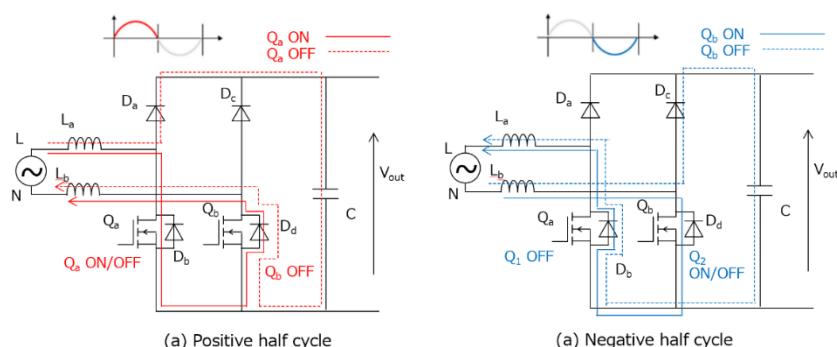 Qa ON
Qa OFF
Da
Dc
La
L
Lb
N
Vout
C
Qa
Qb
Dd
Db
Qa ON/OFF
Qb OFF
(a) Positive half cycle
Qb ON
Qb OFF
Da
Dc
La
L
Lb
N
Vout
C
Qa
Qb
Dd
Db
Q1 OFF
Q2
ON/OFF
(a) Negative half cycle